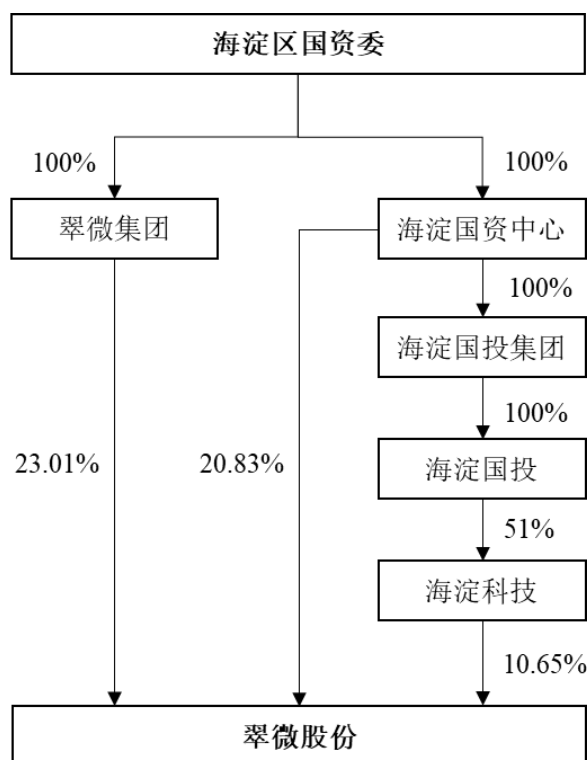 海淀区国资委
100%
100%
翠微集团
海淀国资中心
100%
海淀国投集团
100%
23.01%
20.83%
海淀国投
51%
海淀科技
10.65%
翠微股份